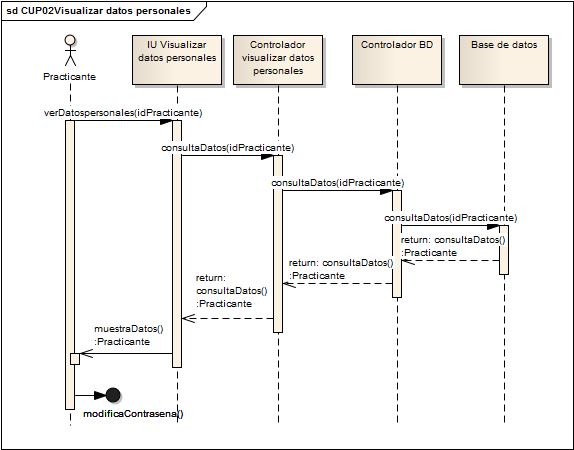 sd CUP02Visualizar datos personales
Practicante
IU Visualizar
datos personales
Controlador
visualizar datos
personales
Controlador BD
Base de datos
verDatospersonales(idPracticante)
consultaDatos(idPracticante)
consultaDatos(idPracticante)
consultaDatos(idPracticante)
return: consultaDatos()
:Practicante
return: consultaDatos()
:Practicante
return:
consultaDatos()
:Practicante
muestraDatos()
:Practicante
modificaContrasena()